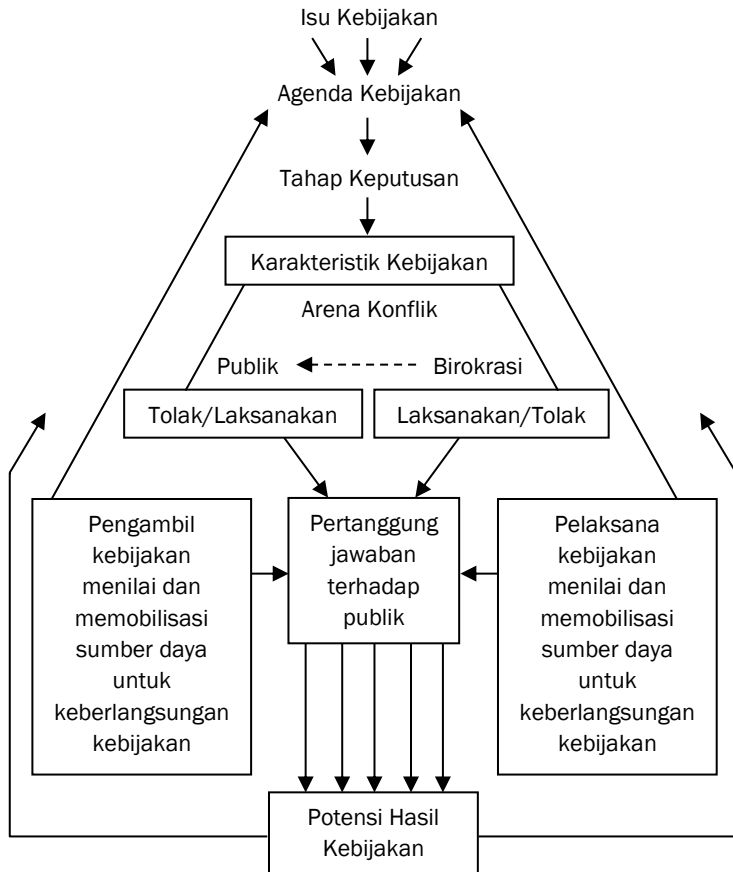 Isu Kebijakan
Agenda Kebijakan
Tahap Keputusan
Karakteristik Kebijakan
Arena Konflik
Publik
Birokrasi
Tolak/Laksanakan
Laksanakan/Tolak
Pengambil
kebijakan
menilai dan
memobilisasi
sumber daya
untuk
keberlangsungan
kebijakan
Pertanggung
jawaban
terhadap
publik
Pelaksana
kebijakan
menilai dan
memobilisasi
sumber daya
untuk
keberlangsungan
kebijakan
Potensi Hasil
Kebijakan